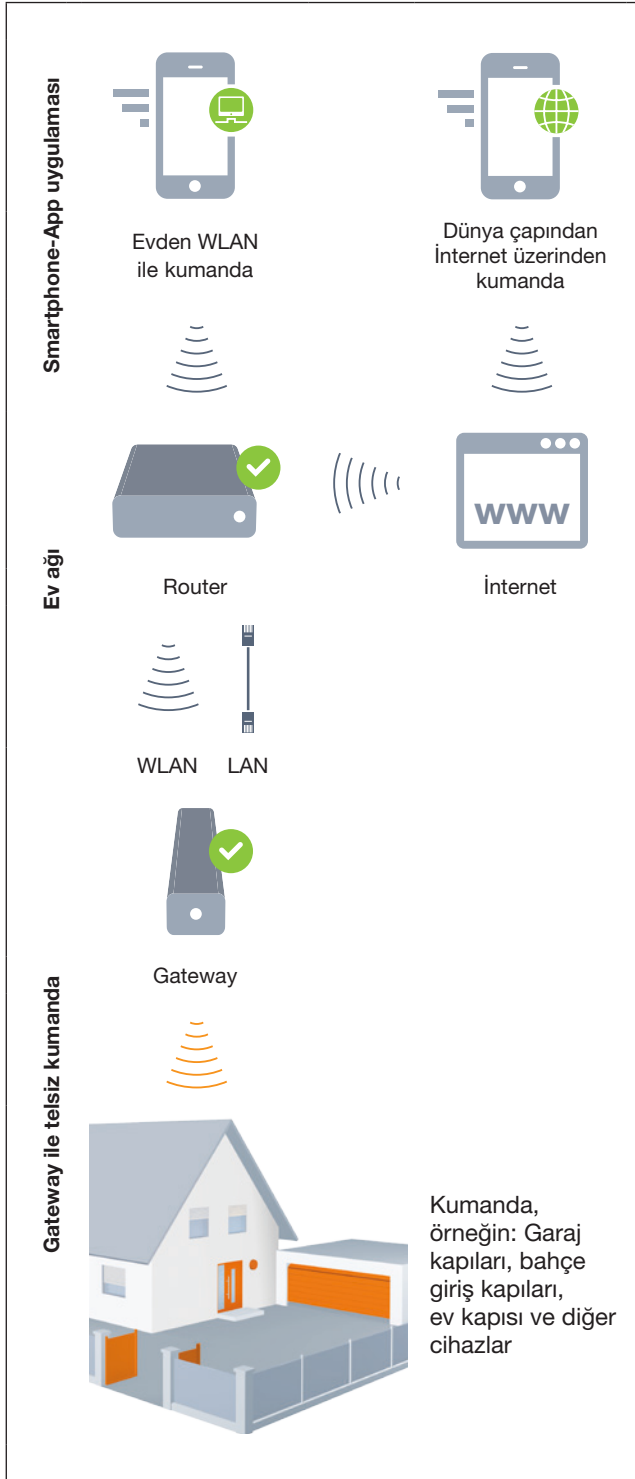 Smartphone-App uygulaması
Evden WLAN
ile kumanda
Dünya çapından
İnternet üzerinden
kumanda
Ev ağı
www
Router
İnternet
WLAN
LAN
Gateway ile telsiz kumanda
Gateway
Kumanda,
örneğin: Garaj
kapıları, bahçe
giriş kapıları,
ev kapısı ve diğer
cihazlar